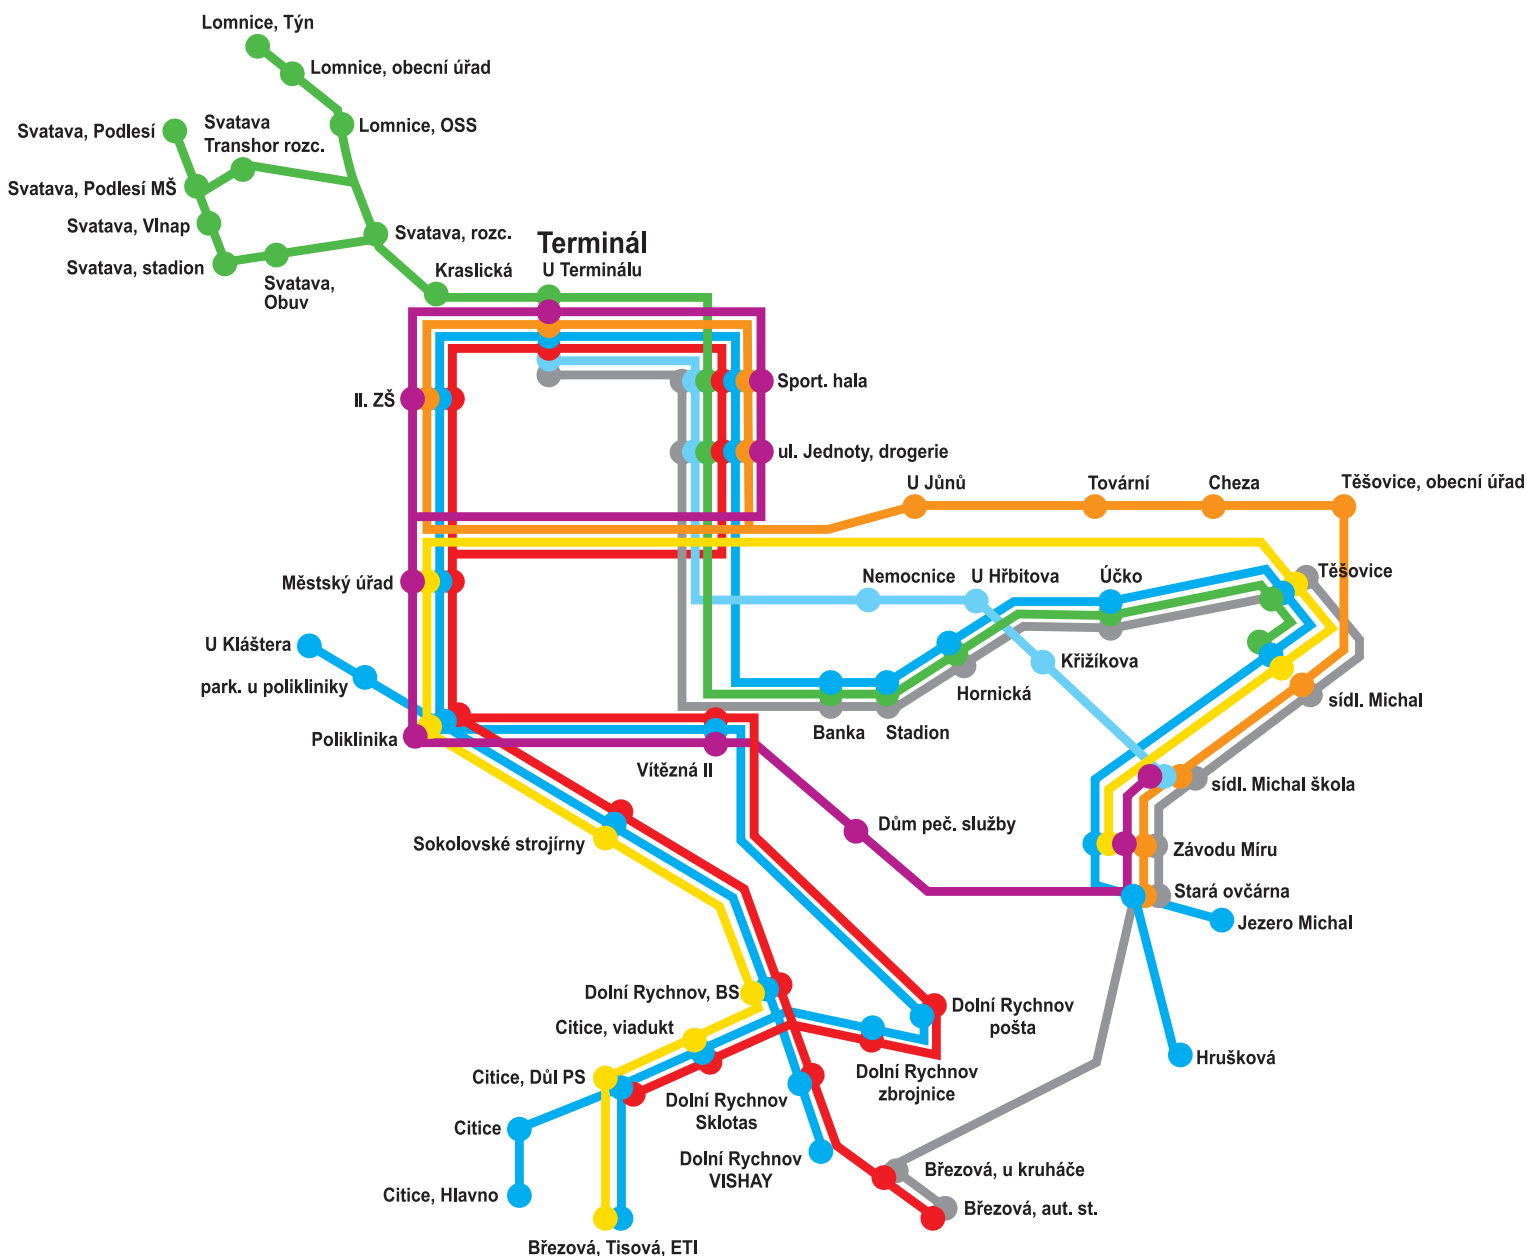 Lomnice, Týn
Lomnice, obecní úřad
Svatava, Podlesí
Svatava
Transhor rozc.
Lomnice, OSS
Svatava, Podlesí MŠ
Svatava, Vlnap
Svatava, rozc.
Svatava, stadion
Svatava,
Obuv
Kraslická
Terminál
U Terminálu
II. ZŠ
Sport. hala
ul. Jednoty, drogerie
U Jůnů
Tovární
Cheza
Těšovice, obecní úřad
Městský úřad
Nemocnice
U Hřbitova
Účko
Těšovice
U Kláštera
park. u polikliniky
Křižíkova
Hornická
sídl. Michal
Poliklinika
Banka
Stadion
Vítězná II
sídl. Michal škola
Dům peč. služby
Sokolovské strojírny
Závodu Míru
Stará ovčárna
Jezero Michal
Dolní Rychnov, BS
Dolní Rychnov
pošta
Citice, viadukt
Hrušková
Citice, Důl PS
Dolní Rychnov
zbrojnice
Dolní Rychnov
Sklotas
Citice
Dolní Rychnov
VISHAY
Březová, u kruháče
Citice, Hlavno
Březová, aut. st.
Březová, Tisová, ETI